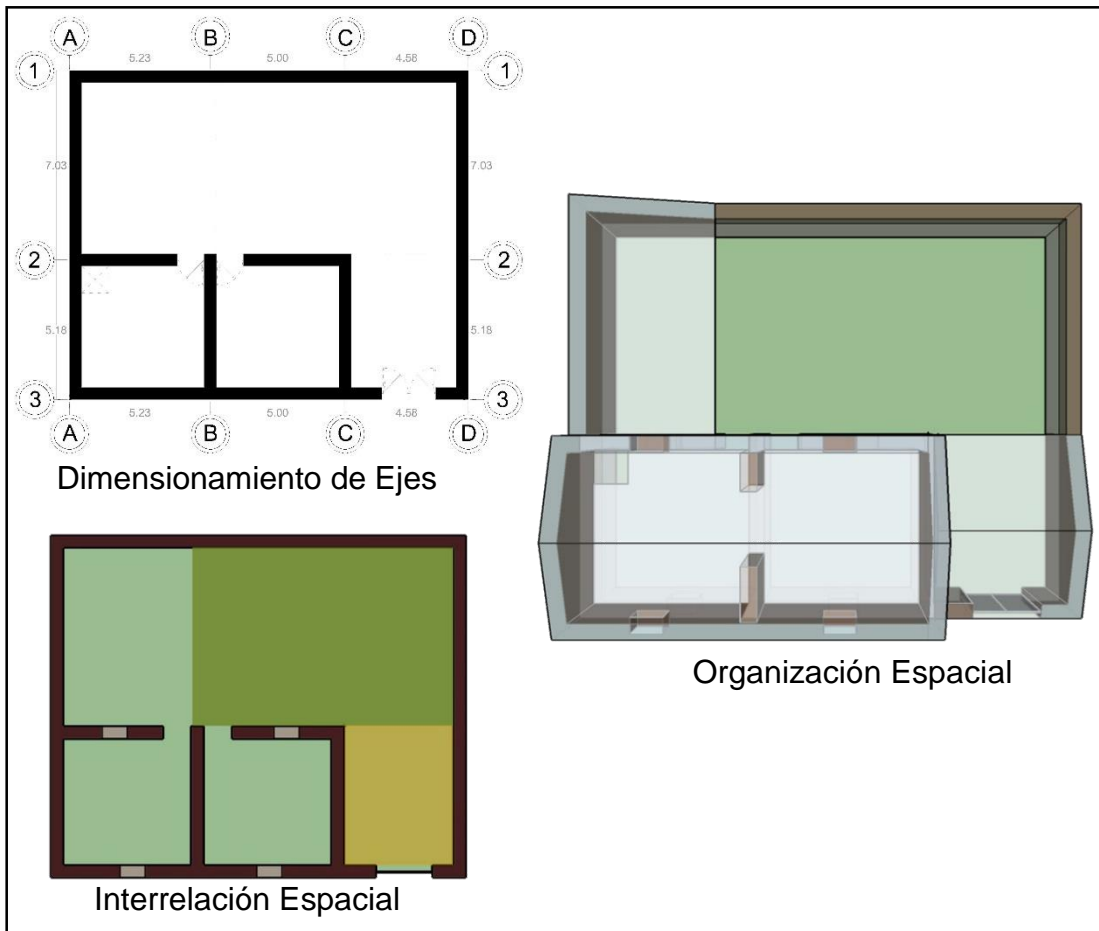 A B C D
5.23 5.00 4.58
1 1
7.03 7.03
2 2
5.18 5.18
3 3
5.23 5.00 4.58
A B C D
Dimensionamiento de Ejes
Organización Espacial
Interrelación Espacial